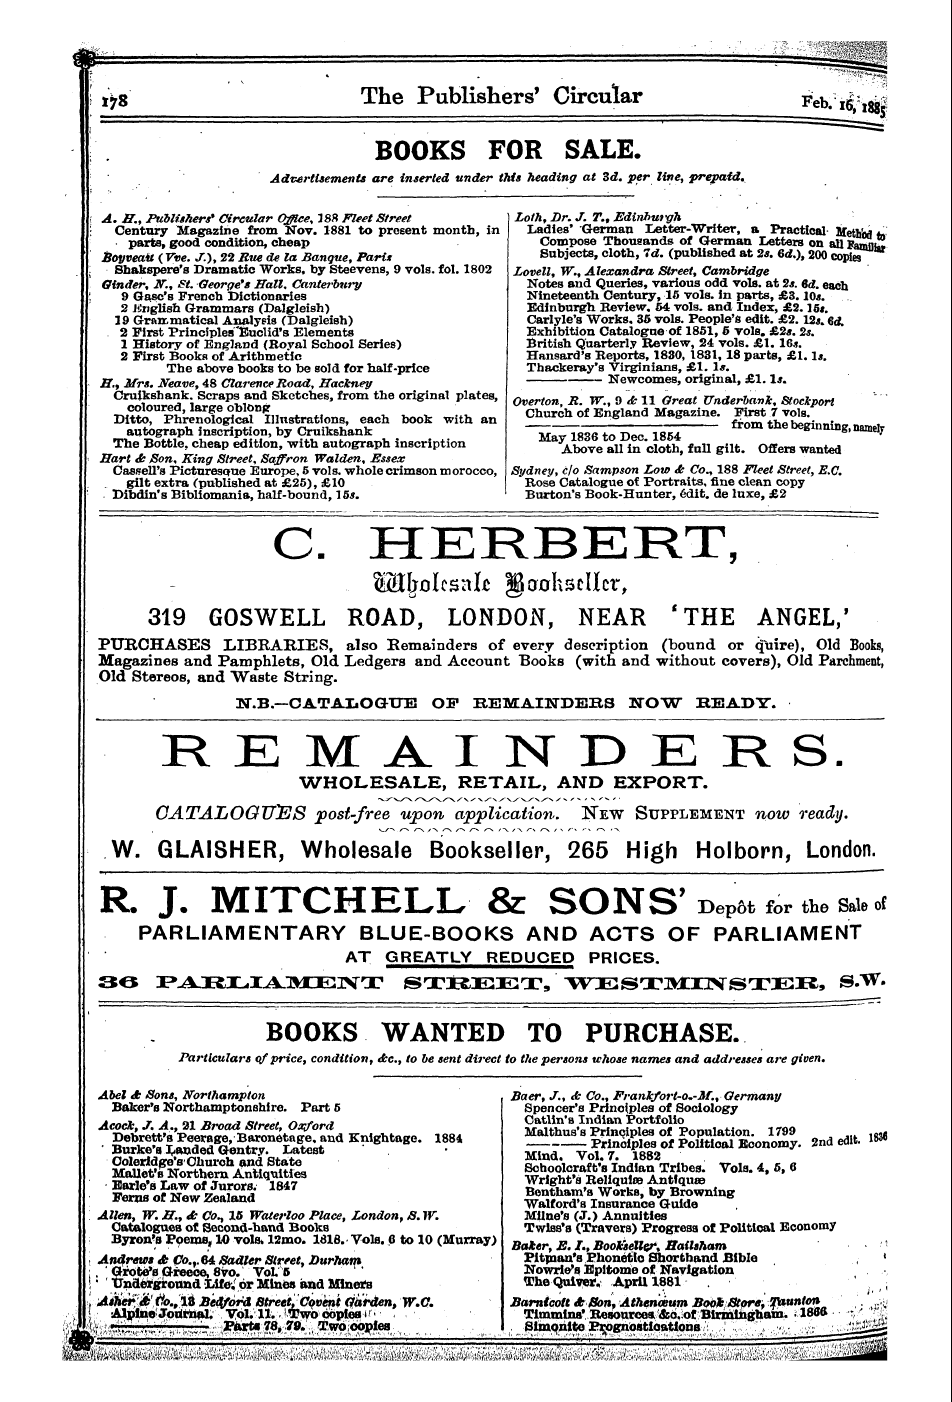 178
The Publishers' Circular
Feb. 16, 1885
BOOKS FOR SALE.
Advertisements are inserted under this heading at 3d. per line, prepaid.
A. H., Publishers' Circular Office, 188 Fleet Street
Century Magazine from Nov. 1881 to present month, in
parts, good condition, cheap
Boyveau (Vve. J.), 22 Rue de la Banque, Paris
Shakspere's Dramatic Works, by Steevens, 9 vols. fol. 1802
Ginder, N., St. George's Hall, Canterbury
9 Gasc's French Dictionaries
2 English Grammars (Dalgleish)
19 Grammatical Analysis (Dalgleish)
2 First Principles Euclid's Elements
1 History of England (Royal School Series)
2 First Books of Arithmetic
The above books to be sold for half-price
H., Mrs. Neave, 48 Clarence Road, Hackney
Cruikshank. Scraps and Sketches, from the original plates,
coloured, large oblong
Ditto, Phrenological Illustrations, each book with an
autograph inscription, by Cruikshank
The Bottle, cheap edition, with autograph inscription
Hart & Son, King Street, Saffron Walden, Essex
Cassell's Picturesque Europe, 5 vols. whole crimson morocco,
gilt extra (published at £25), £10
Dibdin's Bibliomania, half-bound, 15s.
Loth, Dr. J. T., Edinburgh
Ladies' German Letter-Writer, a Practical Method to
Compose Thousands of German Letters on all Familiar
Subjects, cloth, 7d. (published at 2s. 6d.), 200 copies
Lovell, W., Alexandra Street, Cambridge
Notes and Queries, various odd vols. at 2s. 6d. each
Nineteenth Century, 15 vols. in parts, £3. 10s.
Edinburgh Review, 54 vols. and Index, £2. 15s.
Carlyle's Works, 35 vols. People's edit. £2. 12s. 6d.
Exhibition Catalogue of 1851, 5 vols. £2s. 2s.
British Quarterly Review, 24 vols. £1. 16s.
Hansard's Reports, 1830, 1831, 18 parts, £1. 1s.
Thackeray's Virginians, £1. 1s.
——— Newcomes, original, £1. 1s.
Overton, R. W., 9 & 11 Great Underbank, Stockport
Church of England Magazine. First 7 vols.
——— from the beginning, namely
May 1836 to Dec. 1854
Above all in cloth, full gilt. Offers wanted
Sydney, c/o Sampson Low & Co., 188 Fleet Street, E.C.
Rose Catalogue of Portraits, fine clean copy
Burton's Book-Hunter, édit. de luxe, £2
C. HERBERT,
Wholesale Bookseller,
319 GOSWELL ROAD, LONDON, NEAR 'THE ANGEL,'
PURCHASES LIBRARIES, also Remainders of every description (bound or quire), Old Books,
Magazines and Pamphlets, Old Ledgers and Account Books (with and without covers), Old Parchment,
Old Stereos, and Waste String.
N.B.—CATALOGUE OF REMAINDERS NOW READY.
REMAINDERS.
WHOLESALE, RETAIL, AND EXPORT.
CATALOGUES post-free upon application. NEW SUPPLEMENT now ready.
W. GLAISHER, Wholesale Bookseller, 265 High Holborn, London.
R. J. MITCHELL & SONS' Depôt for the Sale of
PARLIAMENTARY BLUE-BOOKS AND ACTS OF PARLIAMENT
AT GREATLY REDUCED PRICES.
36 PARLIAMENT STREET, WESTMINSTER, S.W.
BOOKS WANTED TO PURCHASE.
Particulars of price, condition, &c., to be sent direct to the persons whose names and addresses are given.
Abel & Sons, Northampton
Baker's Northamptonshire. Part 5
Acock, J. A., 21 Broad Street, Oxford
Debrett's Peerage, Baronetage, and Knightage. 1884
Burke's Landed Gentry. Latest
Coleridge's Church and State
Mallet's Northern Antiquities
Earle's Law of Jurors. 1847
Ferns of New Zealand
Allen, W. H., & Co., 15 Waterloo Place, London, S.W.
Catalogues of Second-hand Books
Byron's Poems, 10 vols. 12mo. 1818. Vols. 6 to 10 (Murray)
Andrews & Co., 64 Sadler Street, Durham
Grote's Greece, 8vo. Vol. 5
Underground Life, or Mines and Miners
Asher & Co., 13 Bedford Street, Covent Garden, W.C.
Alpine Journal. Vol. 11. Two copies
——— Parts 78, 79. Two copies
Baer, J., & Co., Frankfort-o.-M., Germany
Spencer's Principles of Sociology
Catlin's Indian Portfolio
Malthus's Principles of Population. 1799
——— Principles of Political Economy. 2nd edit. 1836
Mind. Vol. 7. 1882
Schoolcraft's Indian Tribes. Vols. 4, 5, 6
Wright's Reliquiæ Antiquæ
Bentham's Works, by Browning
Walford's Insurance Guide
Milne's (J.) Annuities
Twiss's (Travers) Progress of Political Economy
Baker, E. I., Bookseller, Hailsham
Pitman's Phonetic Shorthand Bible
Nowrie's Epitome of Navigation
The Quiver. April 1881
Barnicott & Son, Athenæum Book Store, Taunton
Timmins' Resources &c. of Birmingham. 1866
Simonite Prognostications